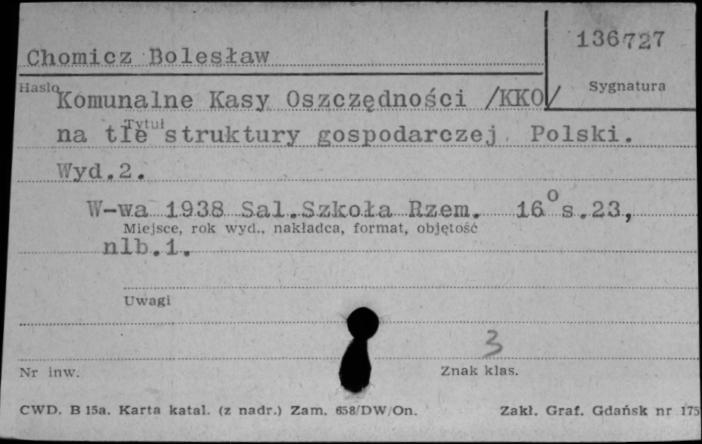 136727
Chomicz Bolesław
Hasło
Sygnatura
Komunalne Kasy Oszczędności /KKO/
Tytuł
na tle struktury gospodarczej Polski.
Wyd.2.
W-wa 1938 Sal.Szkoła Rzem. 16° s.23,
Miejsce, rok wyd., nakładca, format, objętość
nlb.1.
Uwagi
3
Nr inw.
Znak klas.
CWD. B 15a. Karta katal. (z nadr.) Zam. 658/DW/On.
Zakł. Graf. Gdańsk nr 175